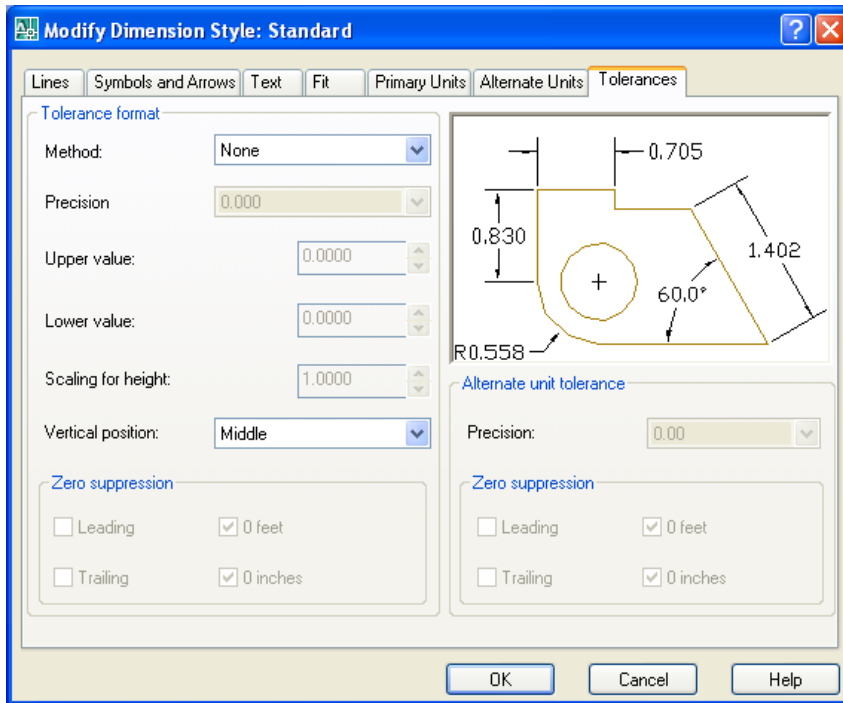 Modify Dimension Style: Standard
Lines Symbols and Arrows Text Fit Primary Units Alternate Units Tolerances
Tolerance format
Method: None
Precision 0.000
Upper value: 0.0000
Lower value: 0.0000
Scaling for height: 1.0000
Vertical position: Middle
Zero suppression
Leading 0 feet
Trailing 0 inches
0.705
0.830
1.402
60.0°
R0.558
Alternate unit tolerance
Precision: 0.00
Zero suppression
Leading 0 feet
Trailing 0 inches
OK Cancel Help